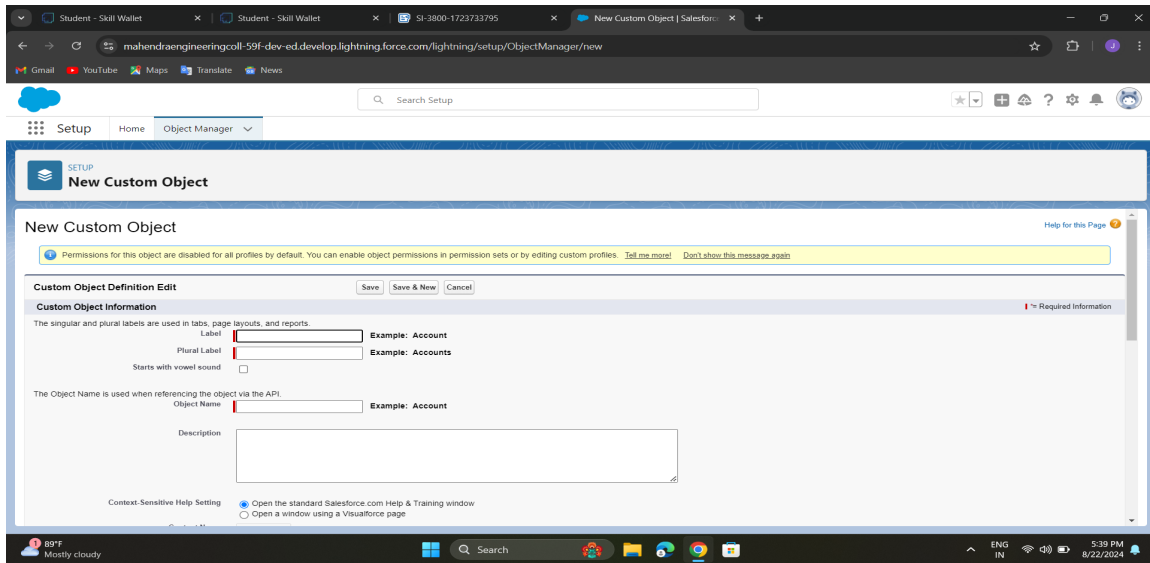 Student - Skill Wallet
Student - Skill Wallet
SI-3800-1723733795
New Custom Object | Salesforc
mahendraengineeringcoll-59f-dev-ed.develop.lightning.force.com/lightning/setup/ObjectManager/new
J
Gmail YouTube Maps Translate News
Search Setup
Setup Home Object Manager
SETUP
New Custom Object
New Custom Object
Help for this Page
Permissions for this object are disabled for all profiles by default. You can enable object permissions in permission sets or by editing custom profiles. Tell me more! Don't show this message again
Custom Object Definition Edit Save Save & New Cancel
Custom Object Information = Required Information
The singular and plural labels are used in tabs, page layouts, and reports.
Label Example: Account
Plural Label Example: Accounts
Starts with vowel sound
The Object Name is used when referencing the object via the API.
Object Name Example: Account
Description
Context-Sensitive Help Setting Open the standard Salesforce.com Help & Training window
Open a window using a Visualforce page
1 89°F
Mostly cloudy
Search
ENG
IN
5:39 PM
8/22/2024